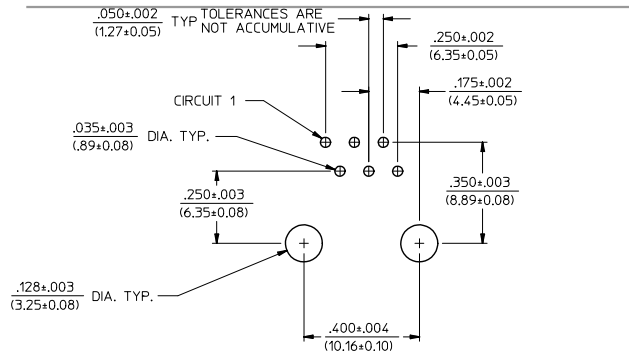 .050±.002 TYP TOLERANCES ARE
(1.27±0.05) NOT ACCUMULATIVE
.250±.002
(6.35±0.05)
.175±.002
(4.45±0.05)
CIRCUIT 1
.035±.003 DIA. TYP.
(.89±0.08)
.250±.003
(6.35±0.08)
.350±.003
(8.89±0.08)
.128±.003 DIA. TYP.
(3.25±0.08)
.400±.004
(10.16±0.10)